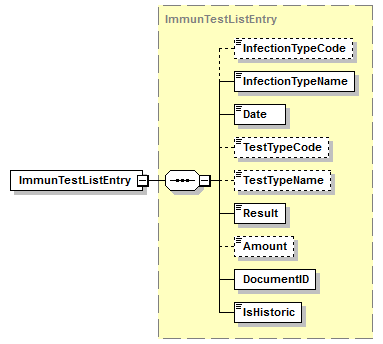 ImmunTestListEntry
InfectionTypeCode
InfectionTypeName
Date
TestTypeCode
ImmunTestListEntry
TestTypeName
Result
Amount
DocumentID
IsHistoric